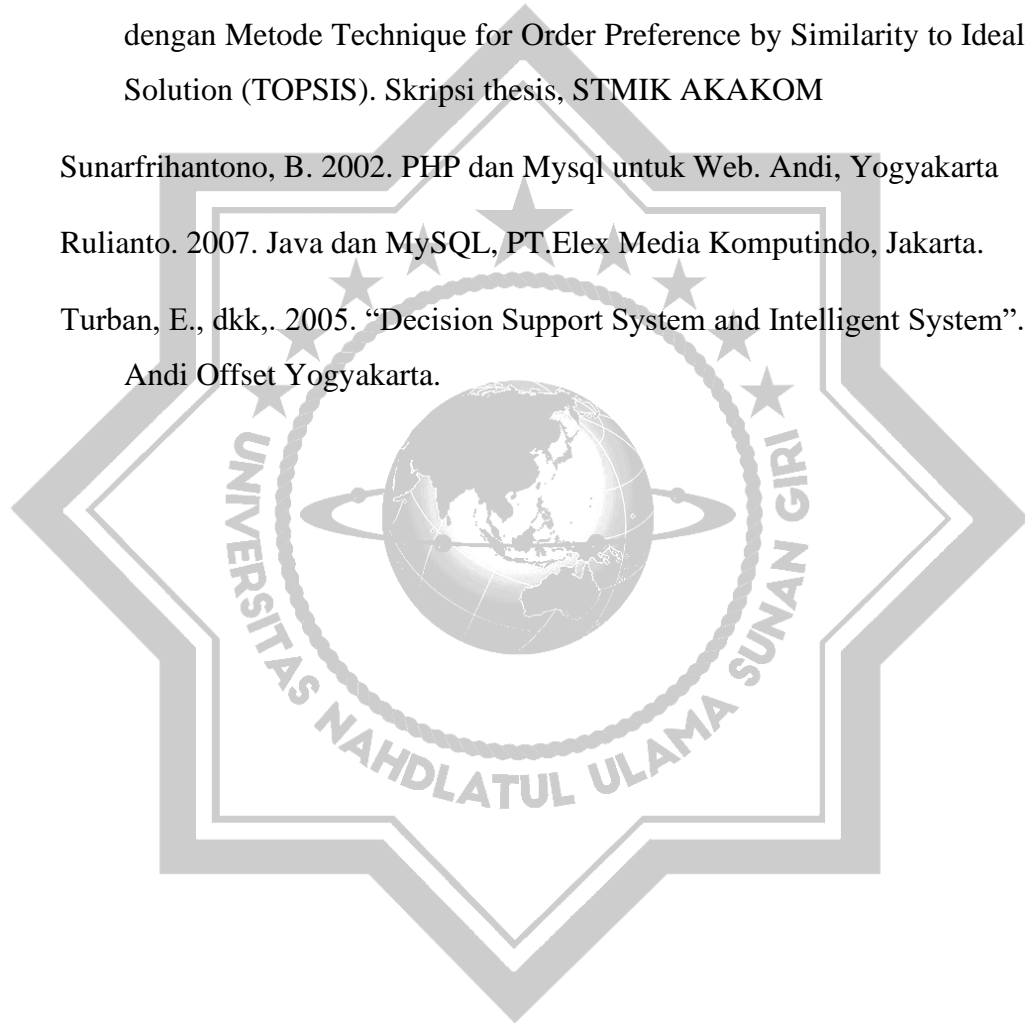 dengan Metode Technique for Order Preference by Similarity to Ideal
Solution (TOPSIS). Skripsi thesis, STMIK AKAKOM
Sunarfrihantono, B. 2002. PHP dan Mysql untuk Web. Andi, Yogyakarta
Rulianto. 2007. Java dan MySQL, PT.Elex Media Komputindo, Jakarta.
Turban, E., dkk,. 2005. “Decision Support System and Intelligent System”.
Andi Offset Yogyakarta.
UNIVERSITAS NAHDLATUL ULAMA SUNAN GIRI